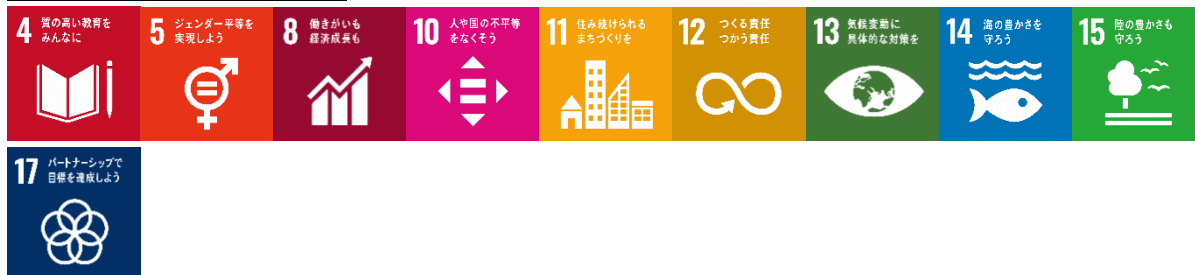 4 質の高い教育を
みんなに
5 ジェンダー平等を
実現しよう
8 働きがいも
経済成長も
10 人や国の不平等
をなくそう
11 住み続けられる
まちづくりを
12 つくる責任
つかう責任
13 気候変動に
具体的な対策を
14 海の豊かさを
守ろう
15 陸の豊かさも
守ろう
17 パートナーシップで
目標を達成しよう